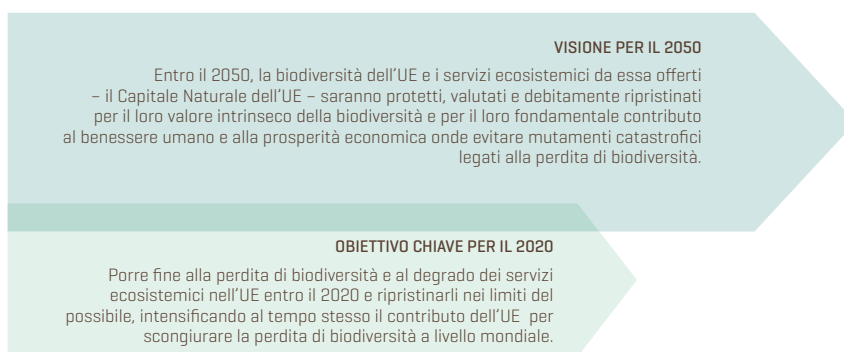 VISIONE PER IL 2050
Entro il 2050, la biodiversità dell'UE e i servizi ecosistemici da essa offerti
– il Capitale Naturale dell'UE – saranno protetti, valutati e debitamente ripristinati
per il loro valore intrinseco della biodiversità e per il loro fondamentale contributo
al benessere umano e alla prosperità economica onde evitare mutamenti catastrofici
legati alla perdita di biodiversità.
OBIETTIVO CHIAVE PER IL 2020
Porre fine alla perdita di biodiversità e al degrado dei servizi
ecosistemici nell'UE entro il 2020 e ripristinarli nei limiti del
possibile, intensificando al tempo stesso il contributo dell'UE per
scongiurare la perdita di biodiversità a livello mondiale.